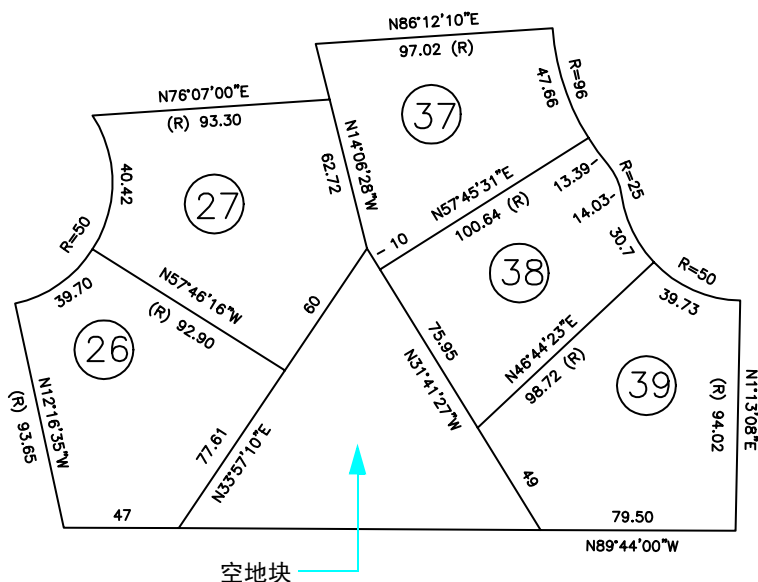 N86°12'10"E
97.02 (R)
R=96
47.66
37
N76°07'00"E
(R) 93.30
N14°06'28"W
62.72
40.42
27
R=50
N57°45'31"E
100.64 (R)
13.39
R=25
14.03
30.7
10
38
39.70
N57°46'16"W
(R) 92.90
60
R=50
39.73
26
75.95
N31°41'27"W
N46°44'23"E
98.72 (R)
39
N1°13'08"E
(R) 94.02
N12°16'35"W
(R) 93.65
77.61
N33°57'10"E
49
47
79.50
N89°44'00"W
空地块